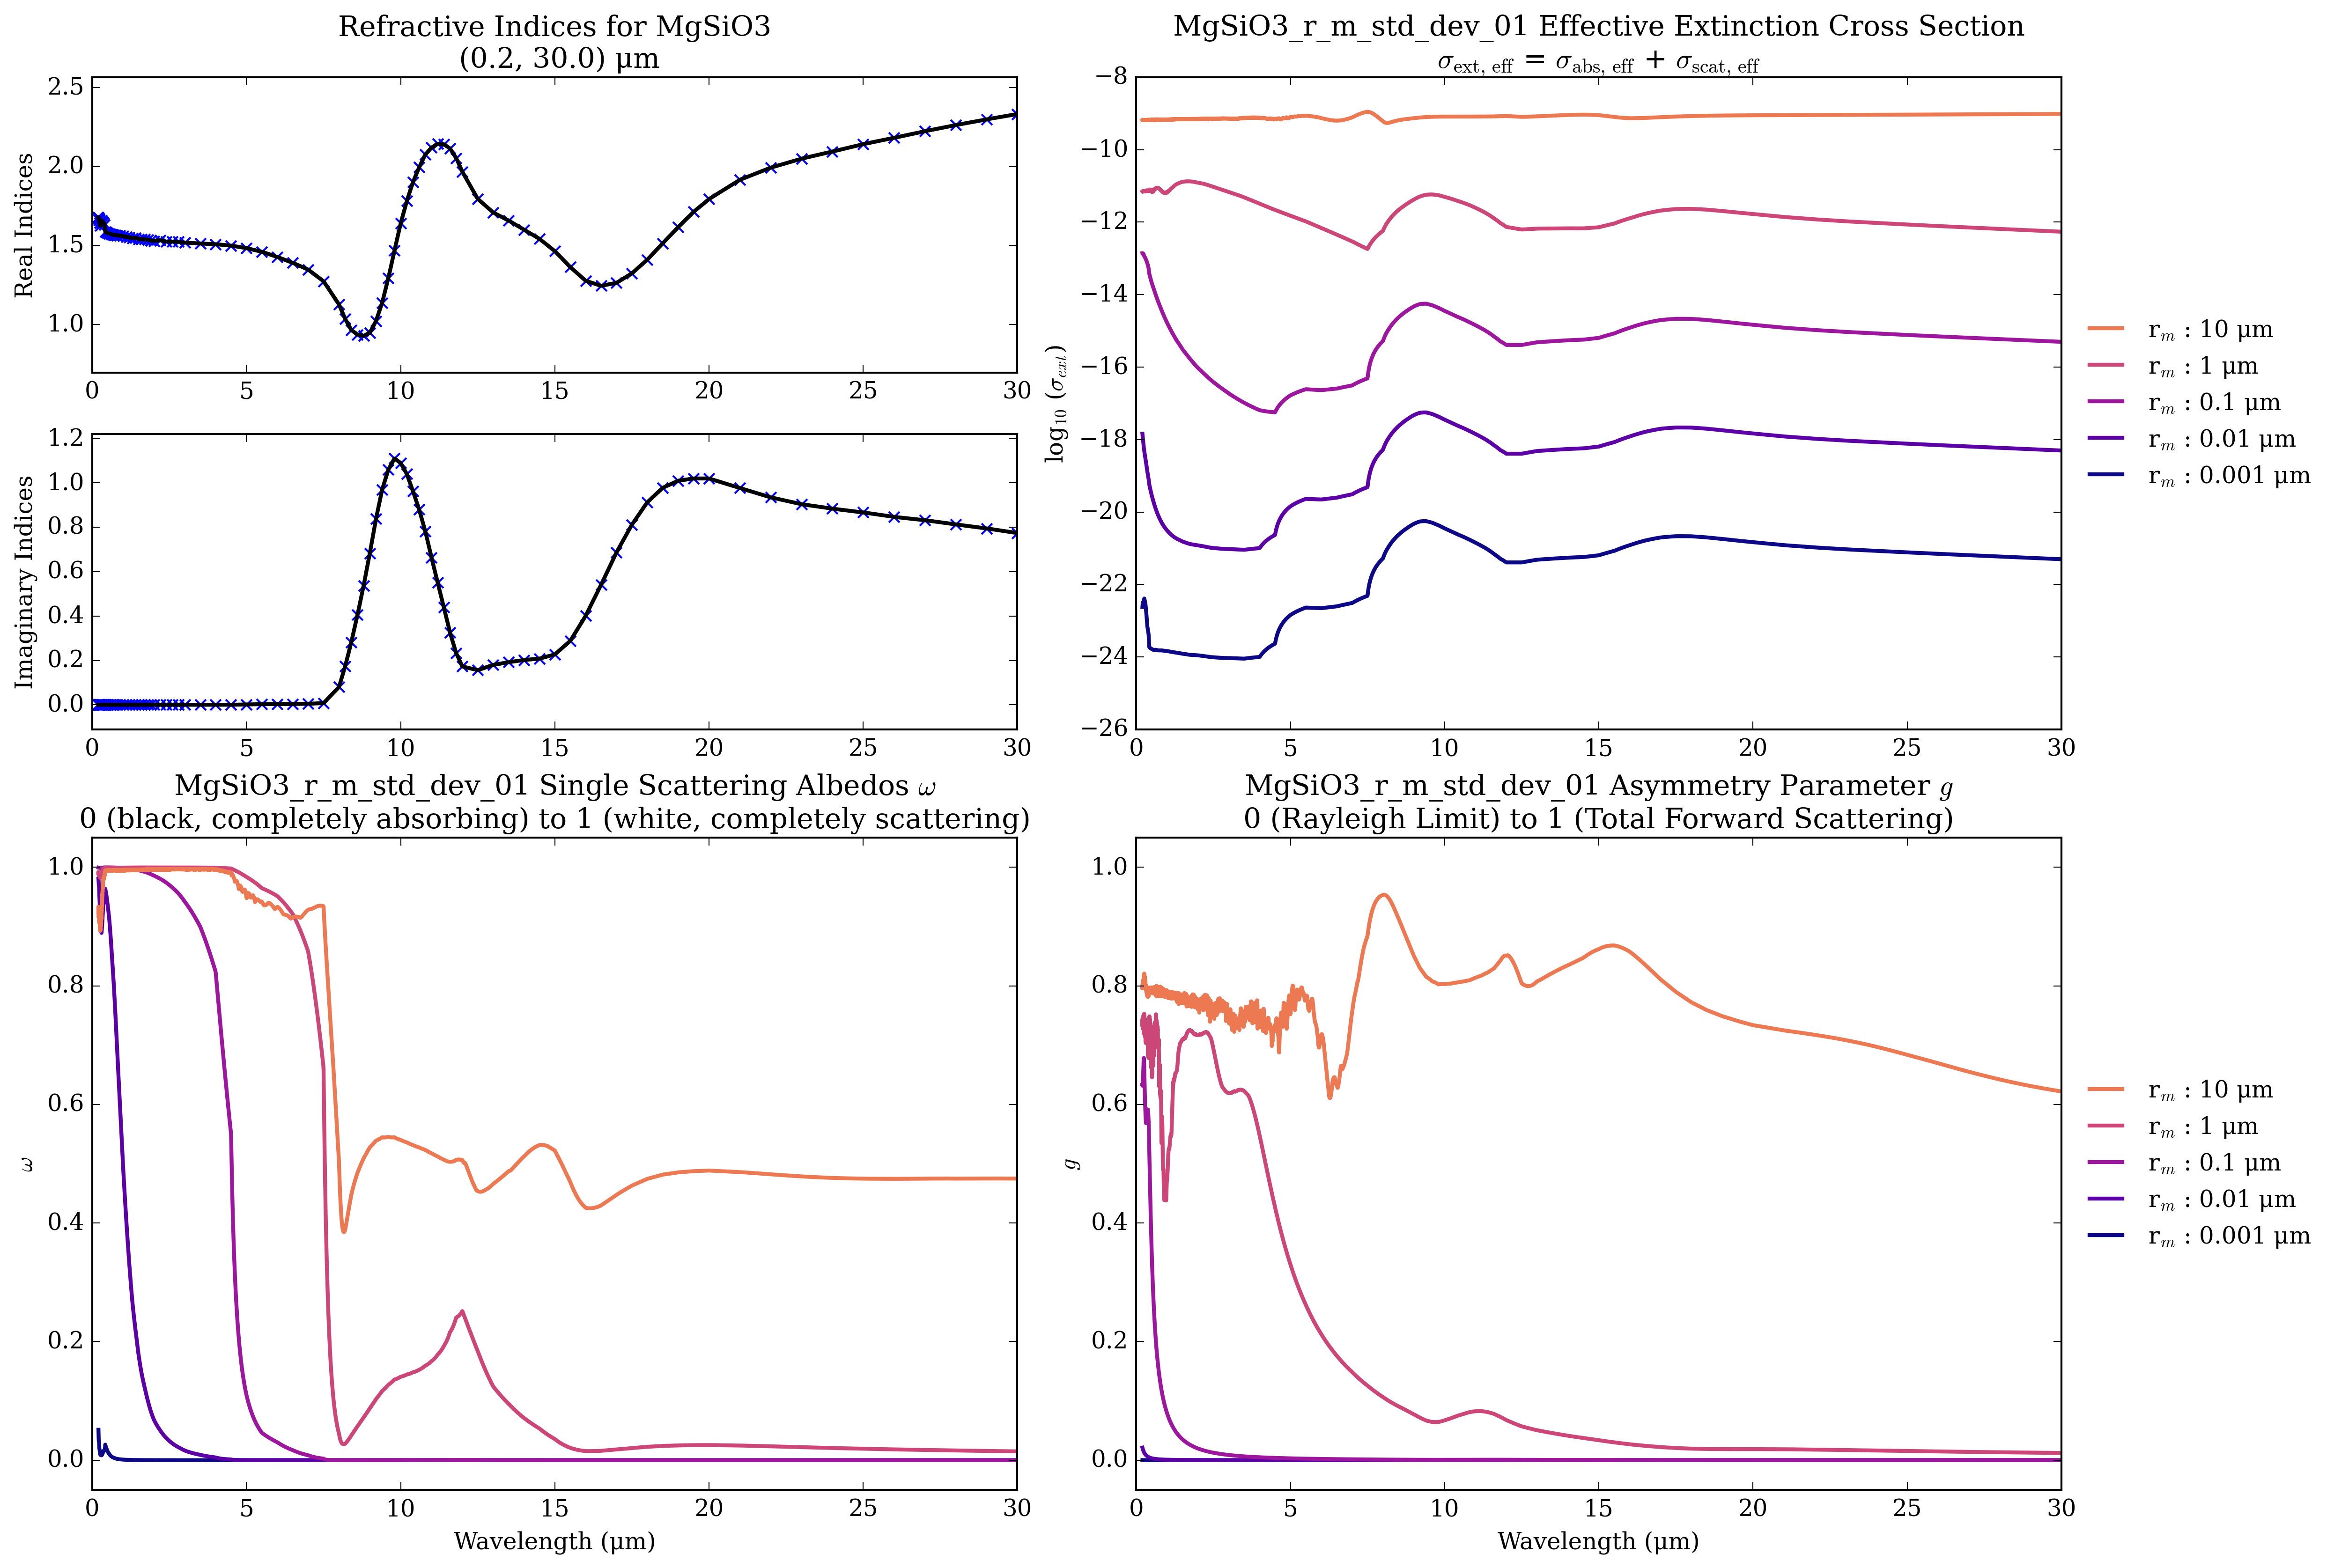 Refractive Indices for MgSiO3
(0.2, 30.0) µm
Real Indices
2.5
2.0
1.5
1.0
0 5 10 15 20 25 30
Imaginary Indices
1.2
1.0
0.8
0.6
0.4
0.2
0.0
0 5 10 15 20 25 30
MgSiO3_r_m_std_dev_01 Effective Extinction Cross Section
σext, eff = σabs, eff + σscat, eff
log10 (σext)
−8
−10
−12
−14
−16
−18
−20
−22
−24
−26
0 5 10 15 20 25 30
rm : 10 µm
rm : 1 µm
rm : 0.1 µm
rm : 0.01 µm
rm : 0.001 µm
MgSiO3_r_m_std_dev_01 Single Scattering Albedos ω
0 (black, completely absorbing) to 1 (white, completely scattering)
ω
1.0
0.8
0.6
0.4
0.2
0.0
0 5 10 15 20 25 30
Wavelength (µm)
MgSiO3_r_m_std_dev_01 Asymmetry Parameter g
0 (Rayleigh Limit) to 1 (Total Forward Scattering)
g
1.0
0.8
0.6
0.4
0.2
0.0
0 5 10 15 20 25 30
Wavelength (µm)
rm : 10 µm
rm : 1 µm
rm : 0.1 µm
rm : 0.01 µm
rm : 0.001 µm